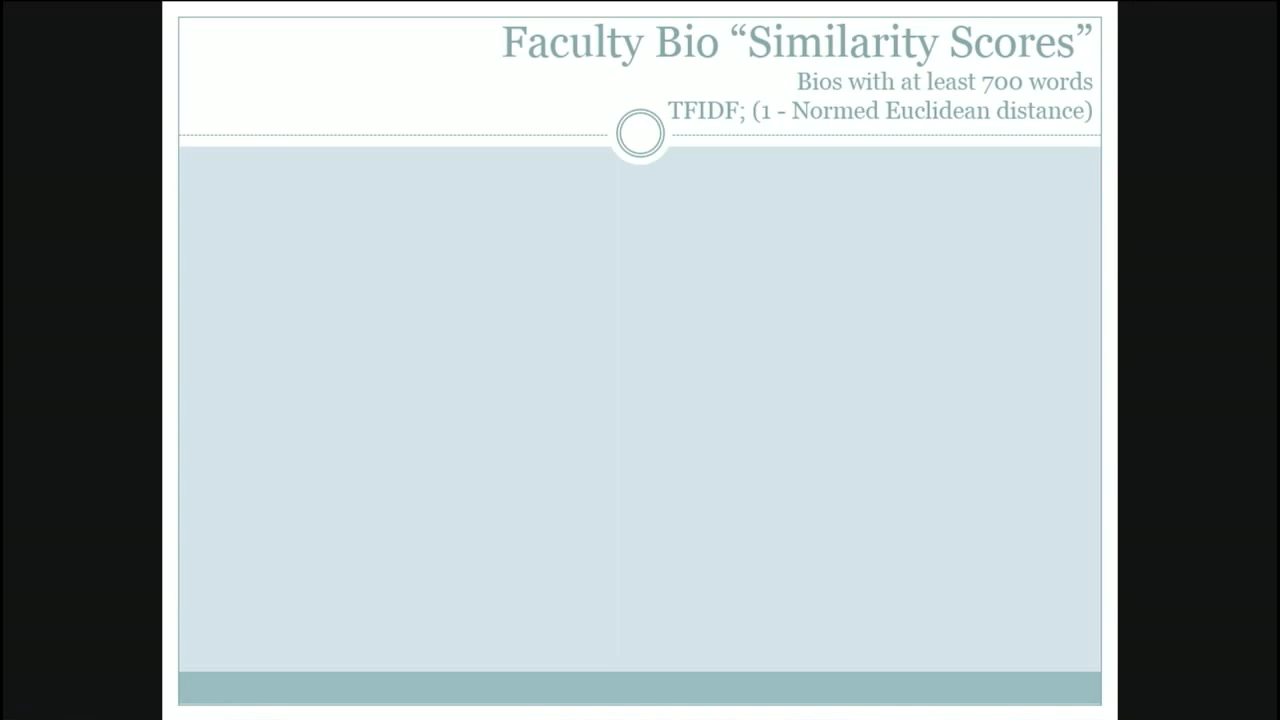 Faculty Bio “Similarity Scores”
Bios with at least 700 words
TFIDF; (1 - Normed Euclidean distance)